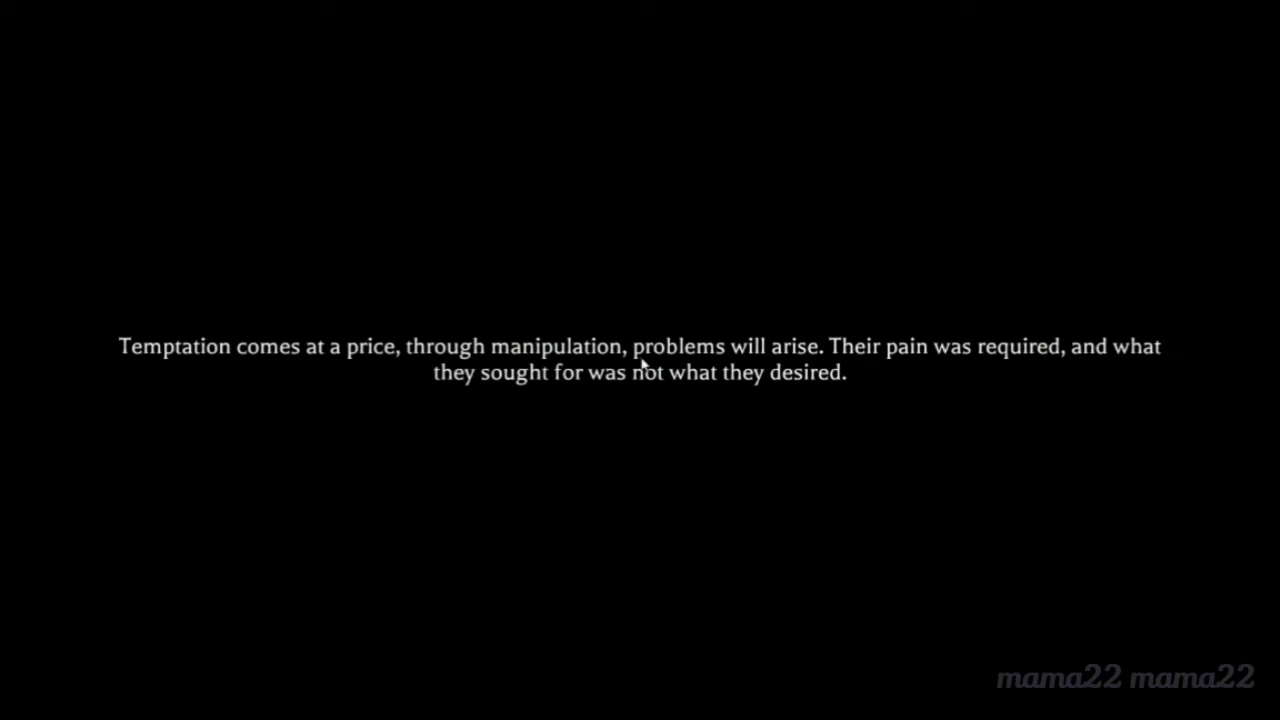 Temptation comes at a price, through manipulation, problems will arise. Their pain was required, and what
they sought for was not what they desired.
mama22 mama22